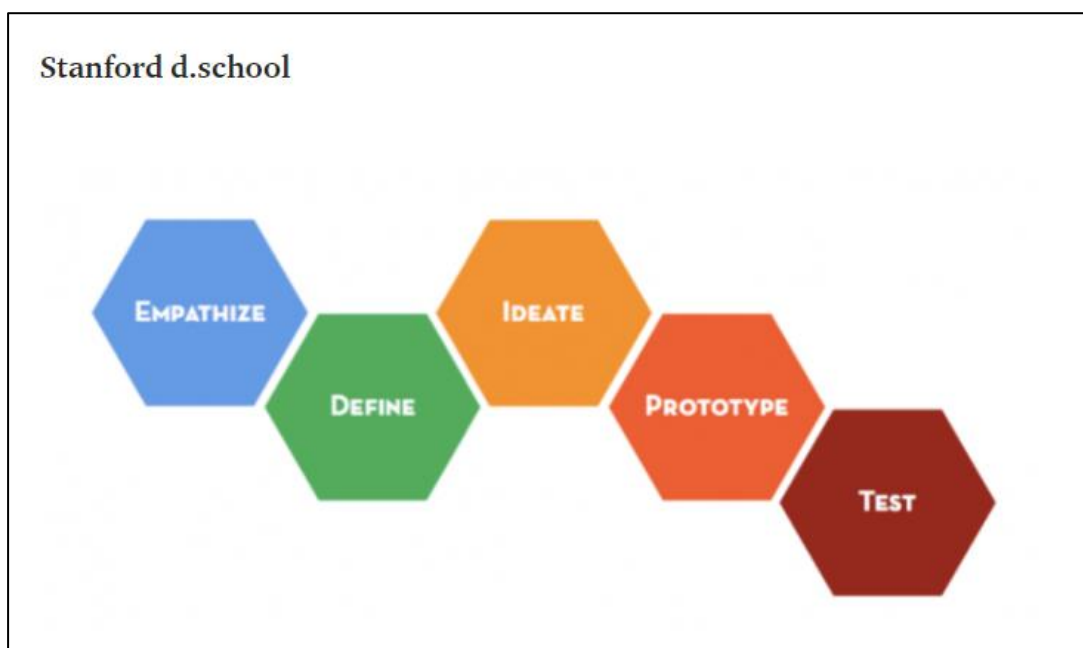 Stanford d.school
EMPATHIZE
DEFINE
IDEATE
PROTOTYPE
TEST